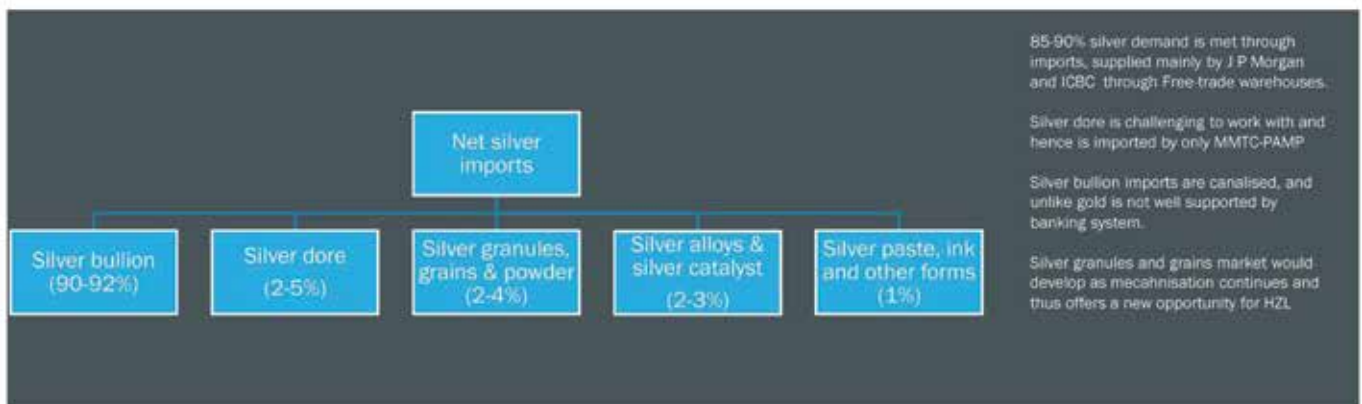 Net silver
imports
Silver bullion
(90-92%)
Silver dore
(2-5%)
Silver granules,
grains & powder
(2-4%)
Silver alloys &
silver catalyst
(2-3%)
Silver paste, ink
and other forms
(1%)
85-90% silver demand is met through
imports, supplied mainly by J P Morgan
and ICBC through Free-trade warehouses.
Silver dore is challenging to work with and
hence is imported by only MMTC-PAMP
Silver bullion imports are canalised, and
unlike gold is not well supported by
banking system.
Silver granules and grains market would
develop as mecahnisation continues and
thus offers a new opportunity for HZL